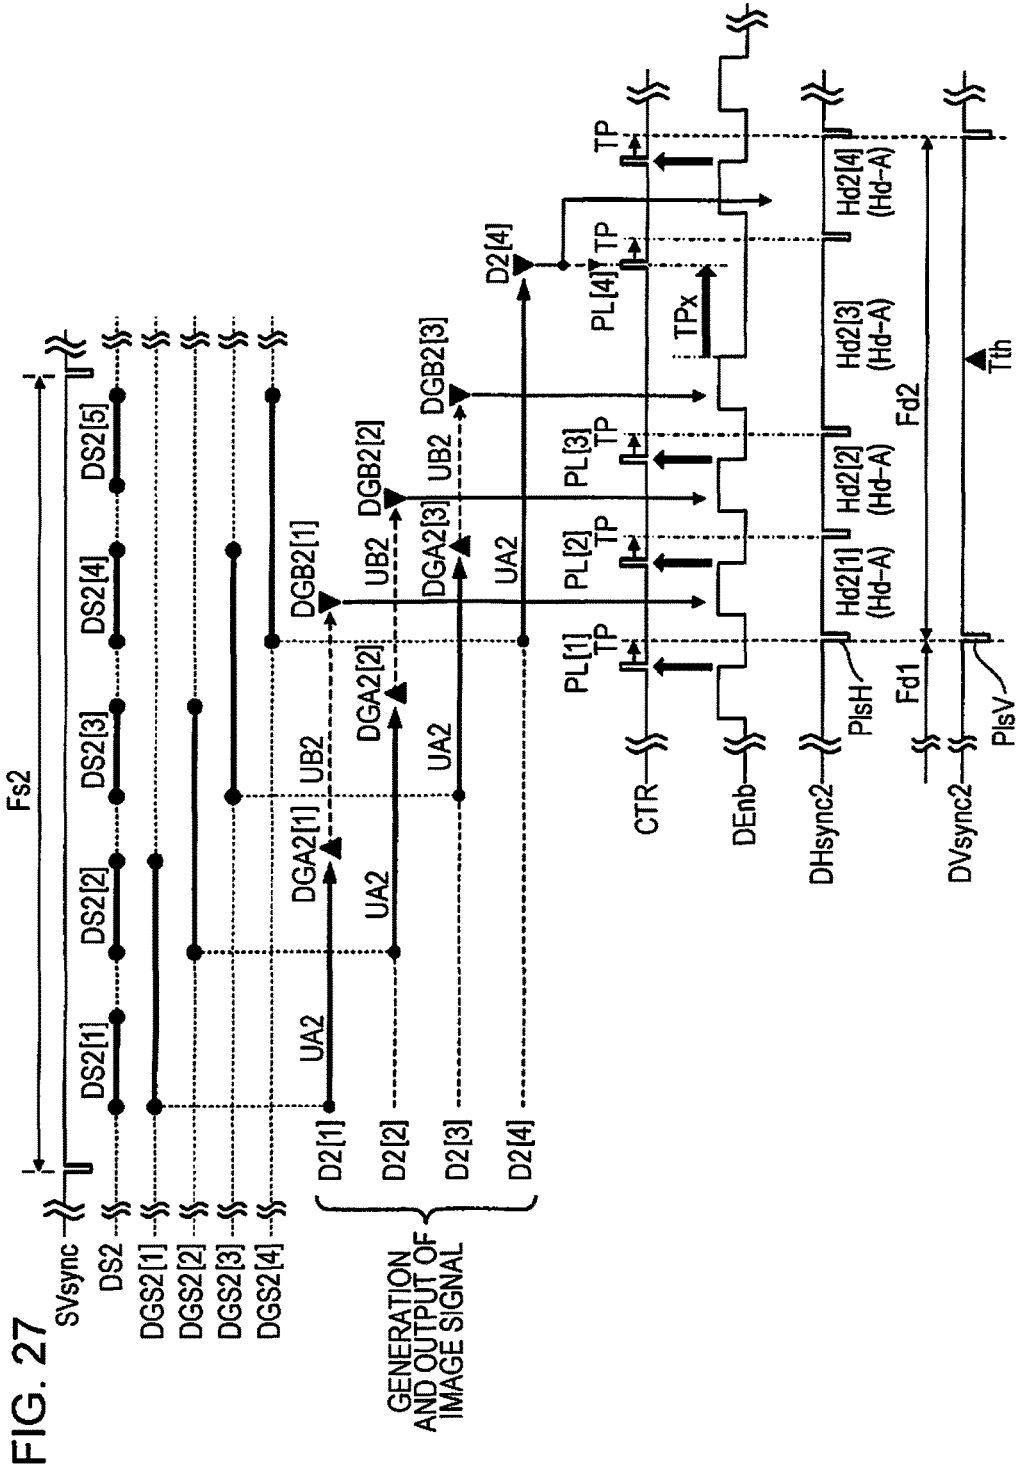 FIG. 27
Fs2
SVsync
DS2
DS2[1]
DS2[2]
DS2[3]
DS2[4]
DS2[5]
DGS2[1]
DGS2[2]
DGS2[3]
DGS2[4]
GENERATION
AND OUTPUT OF
IMAGE SIGNAL
D2[1]
UA2
DGA2[1]
UB2
DGB2[1]
D2[2]
UA2
DGA2[2]
UB2
DGB2[2]
D2[3]
UA2
DGA2[3]
UB2
DGB2[3]
D2[4]
UA2
D2[4]
CTR
PL[1]
TP
PL[2]
TP
PL[3]
TP
PL[4]
TP
TP
DEnb
TPx
DHsync2
PlsH
Hd2[1]
(Hd-A)
Hd2[2]
(Hd-A)
Hd2[3]
(Hd-A)
Hd2[4]
(Hd-A)
Fd1
Fd2
DVsync2
PlsV
Tth